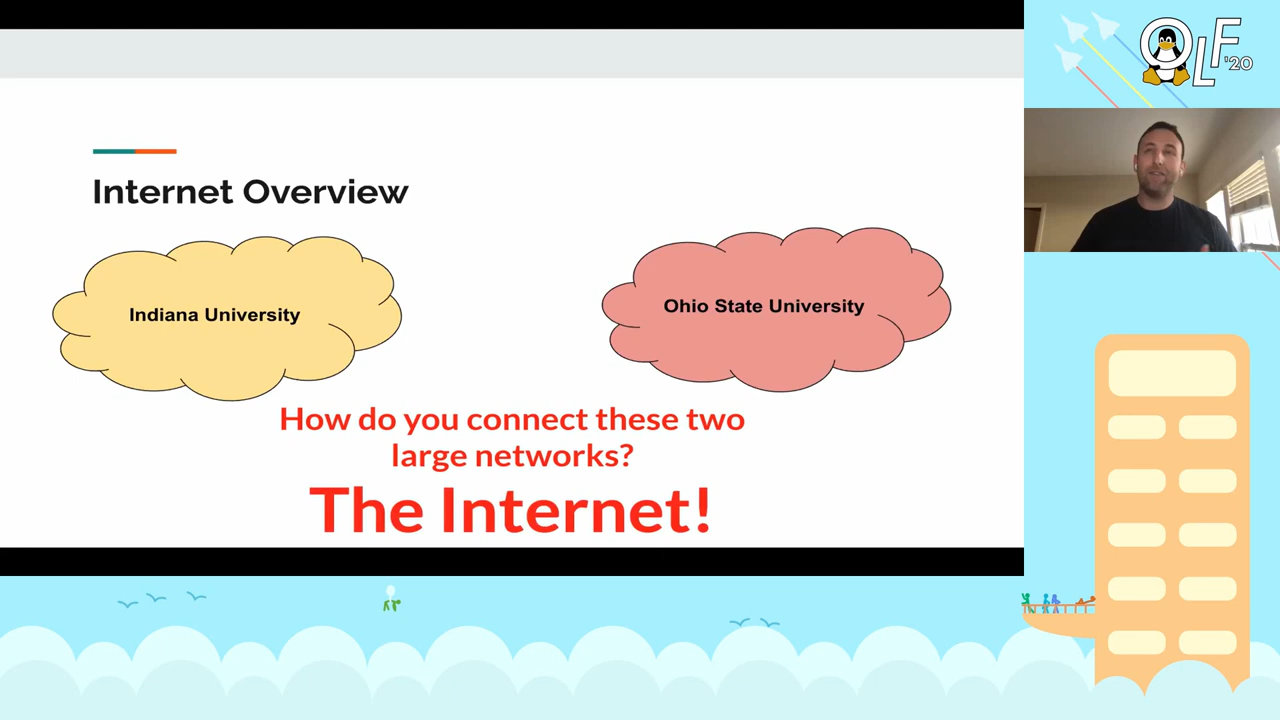 Internet Overview
Indiana University
Ohio State University
How do you connect these two
large networks?
The Internet!
OLF '20